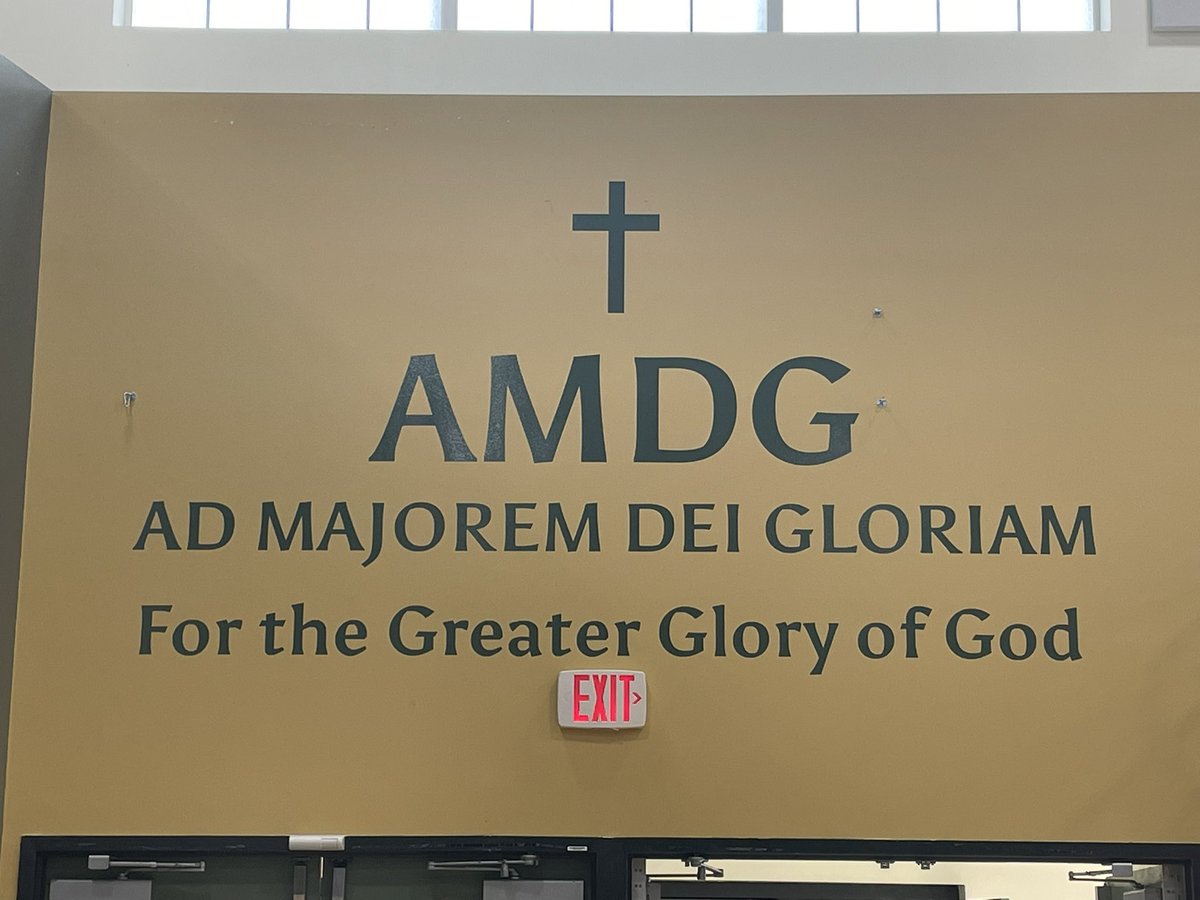 AMDG
AD MAJOREM DEI GLORIAM
For the Greater Glory of God
EXIT